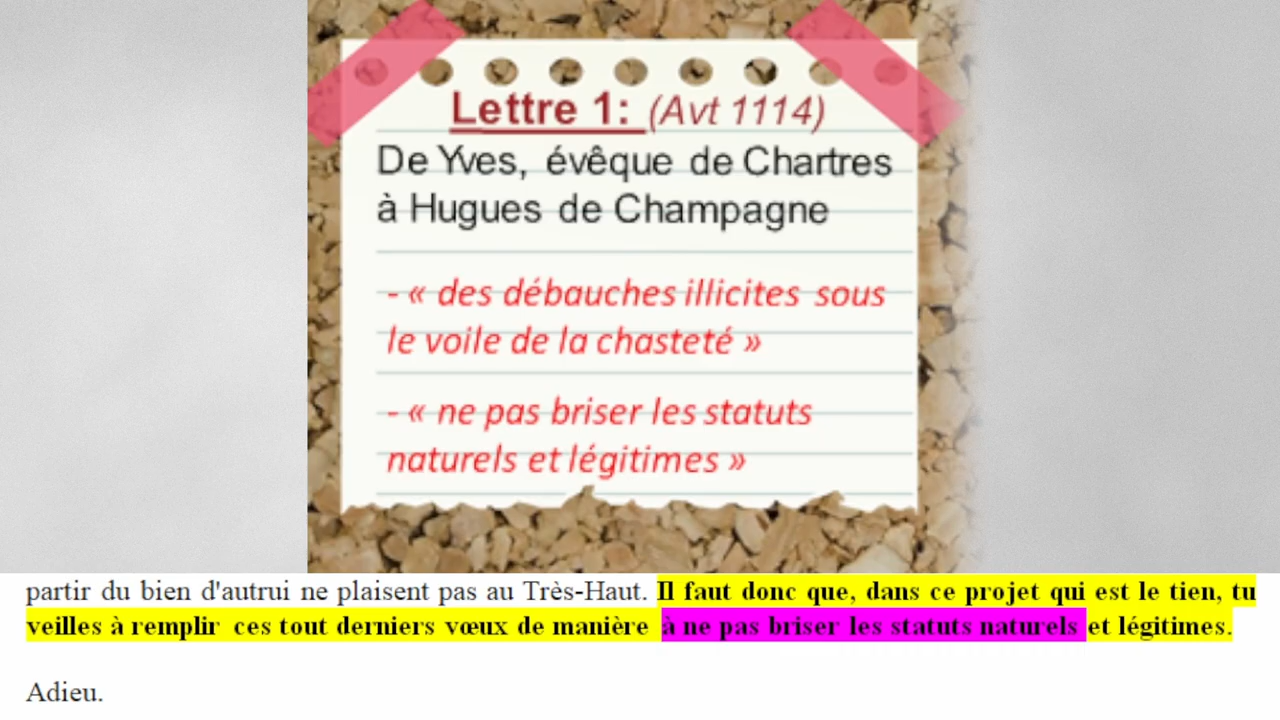 Lettre 1: (Avt 1114)
De Yves, évêque de Chartres
à Hugues de Champagne
- « des débauches illicites sous
le voile de la chasteté »
- « ne pas briser les statuts
naturels et légitimes »
partir du bien d'autrui ne plaisent pas au Très-Haut. Il faut donc que, dans ce projet qui est le tien, tu
veilles à remplir ces tout derniers vœux de manière à ne pas briser les statuts naturels et légitimes.
Adieu.